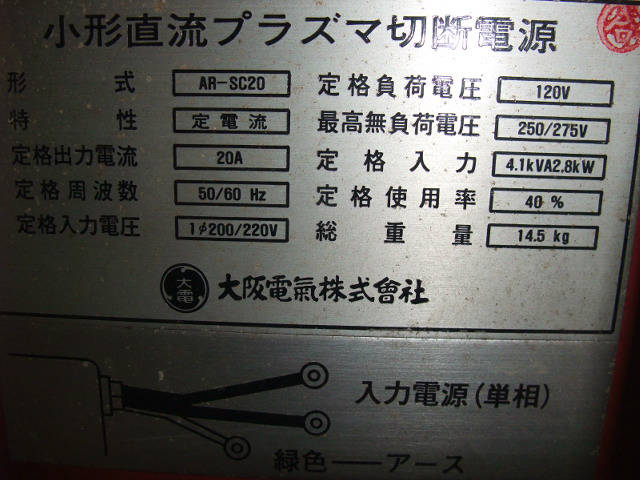 小形直流プラズマ切断電源
形式 AR-SC20 定格負荷電圧 120V
特性 定電流 最高無負荷電圧 250/275V
定格出力電流 20A 定格入力 4.1kVA2.8kW
定格周波数 50/60 Hz 定格使用率 40 %
定格入力電圧 1φ200/220V 総重量 14.5 kg
大電 大阪電氣株式會社
入力電源(単相)
緑色──アース